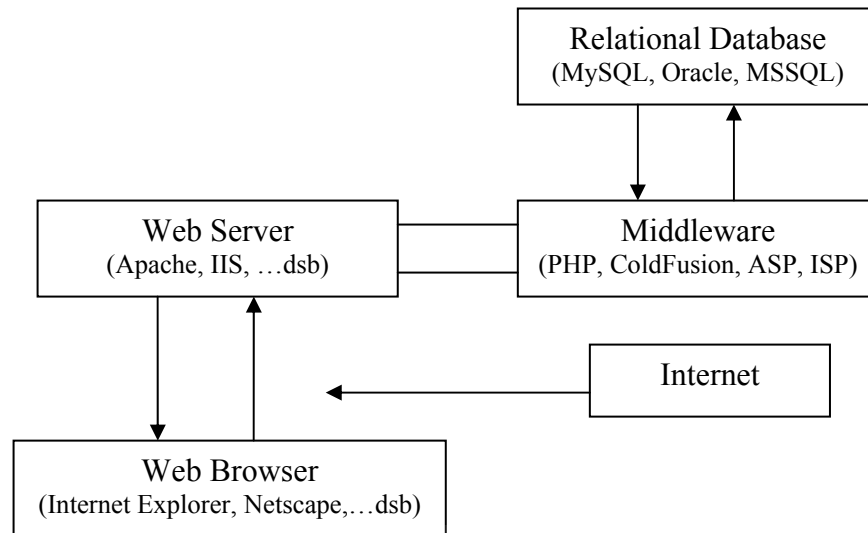 Relational Database
(MySQL, Oracle, MSSQL)
Web Server
(Apache, IIS, …dsb)
Middleware
(PHP, ColdFusion, ASP, ISP)
Internet
Web Browser
(Internet Explorer, Netscape,…dsb)